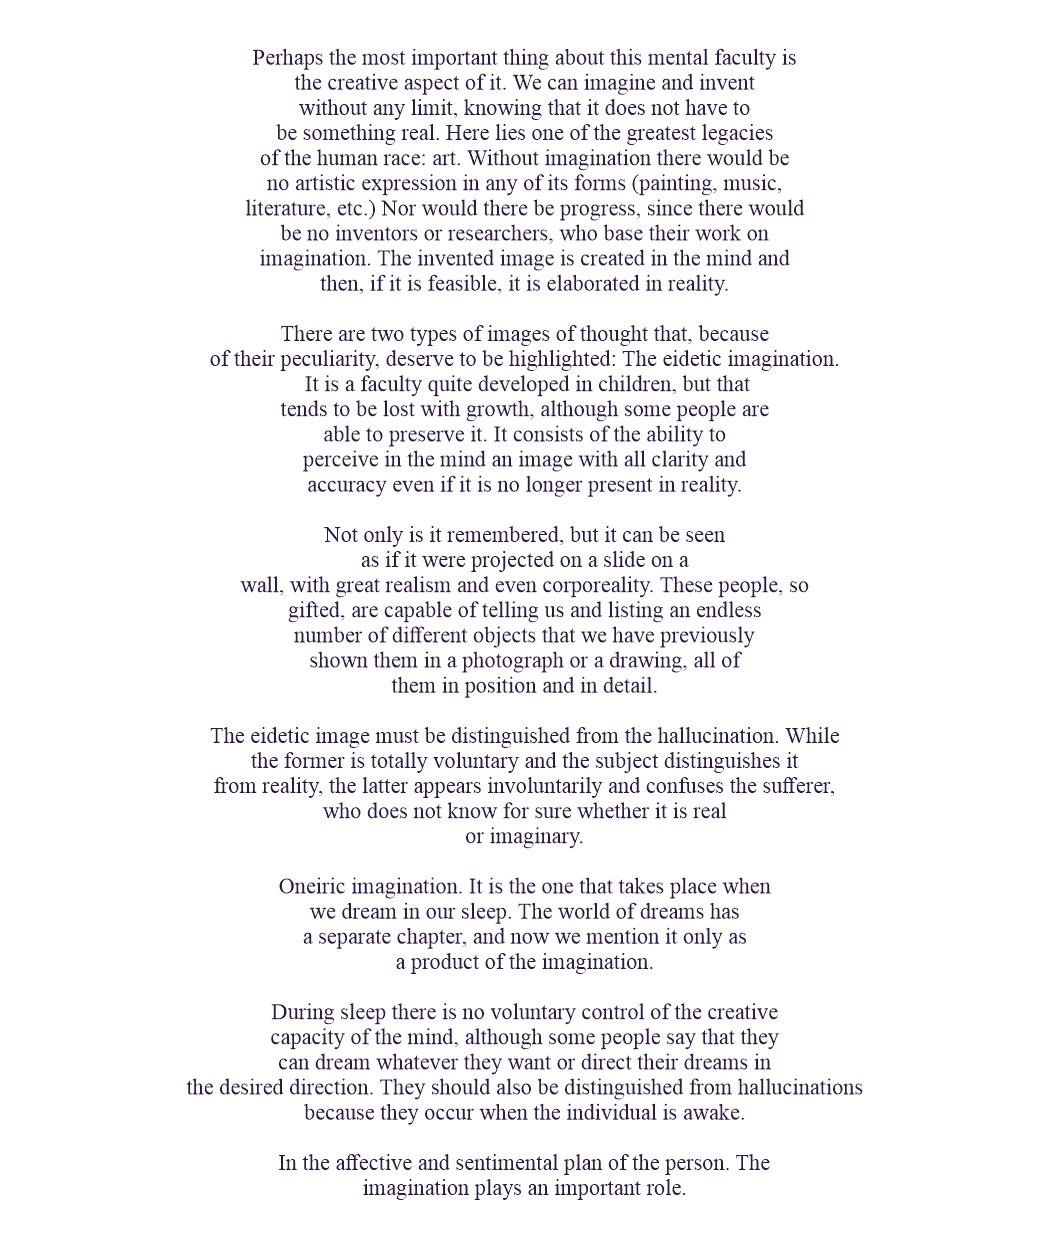 Perhaps the most important thing about this mental faculty is
the creative aspect of it. We can imagine and invent
without any limit, knowing that it does not have to
be something real. Here lies one of the greatest legacies
of the human race: art. Without imagination there would be
no artistic expression in any of its forms (painting, music,
literature, etc.) Nor would there be progress, since there would
be no inventors or researchers, who base their work on
imagination. The invented image is created in the mind and
then, if it is feasible, it is elaborated in reality.

There are two types of images of thought that, because
of their peculiarity, deserve to be highlighted: The eidetic imagination.
It is a faculty quite developed in children, but that
tends to be lost with growth, although some people are
able to preserve it. It consists of the ability to
perceive in the mind an image with all clarity and
accuracy even if it is no longer present in reality.

Not only is it remembered, but it can be seen
as if it were projected on a slide on a
wall, with great realism and even corporeality. These people, so
gifted, are capable of telling us and listing an endless
number of different objects that we have previously
shown them in a photograph or a drawing, all of
them in position and in detail.

The eidetic image must be distinguished from the hallucination. While
the former is totally voluntary and the subject distinguishes it
from reality, the latter appears involuntarily and confuses the sufferer,
who does not know for sure whether it is real
or imaginary.

Oneiric imagination. It is the one that takes place when
we dream in our sleep. The world of dreams has
a separate chapter, and now we mention it only as
a product of the imagination.

During sleep there is no voluntary control of the creative
capacity of the mind, although some people say that they
can dream whatever they want or direct their dreams in
the desired direction. They should also be distinguished from hallucinations
because they occur when the individual is awake.

In the affective and sentimental plan of the person. The
imagination plays an important role.